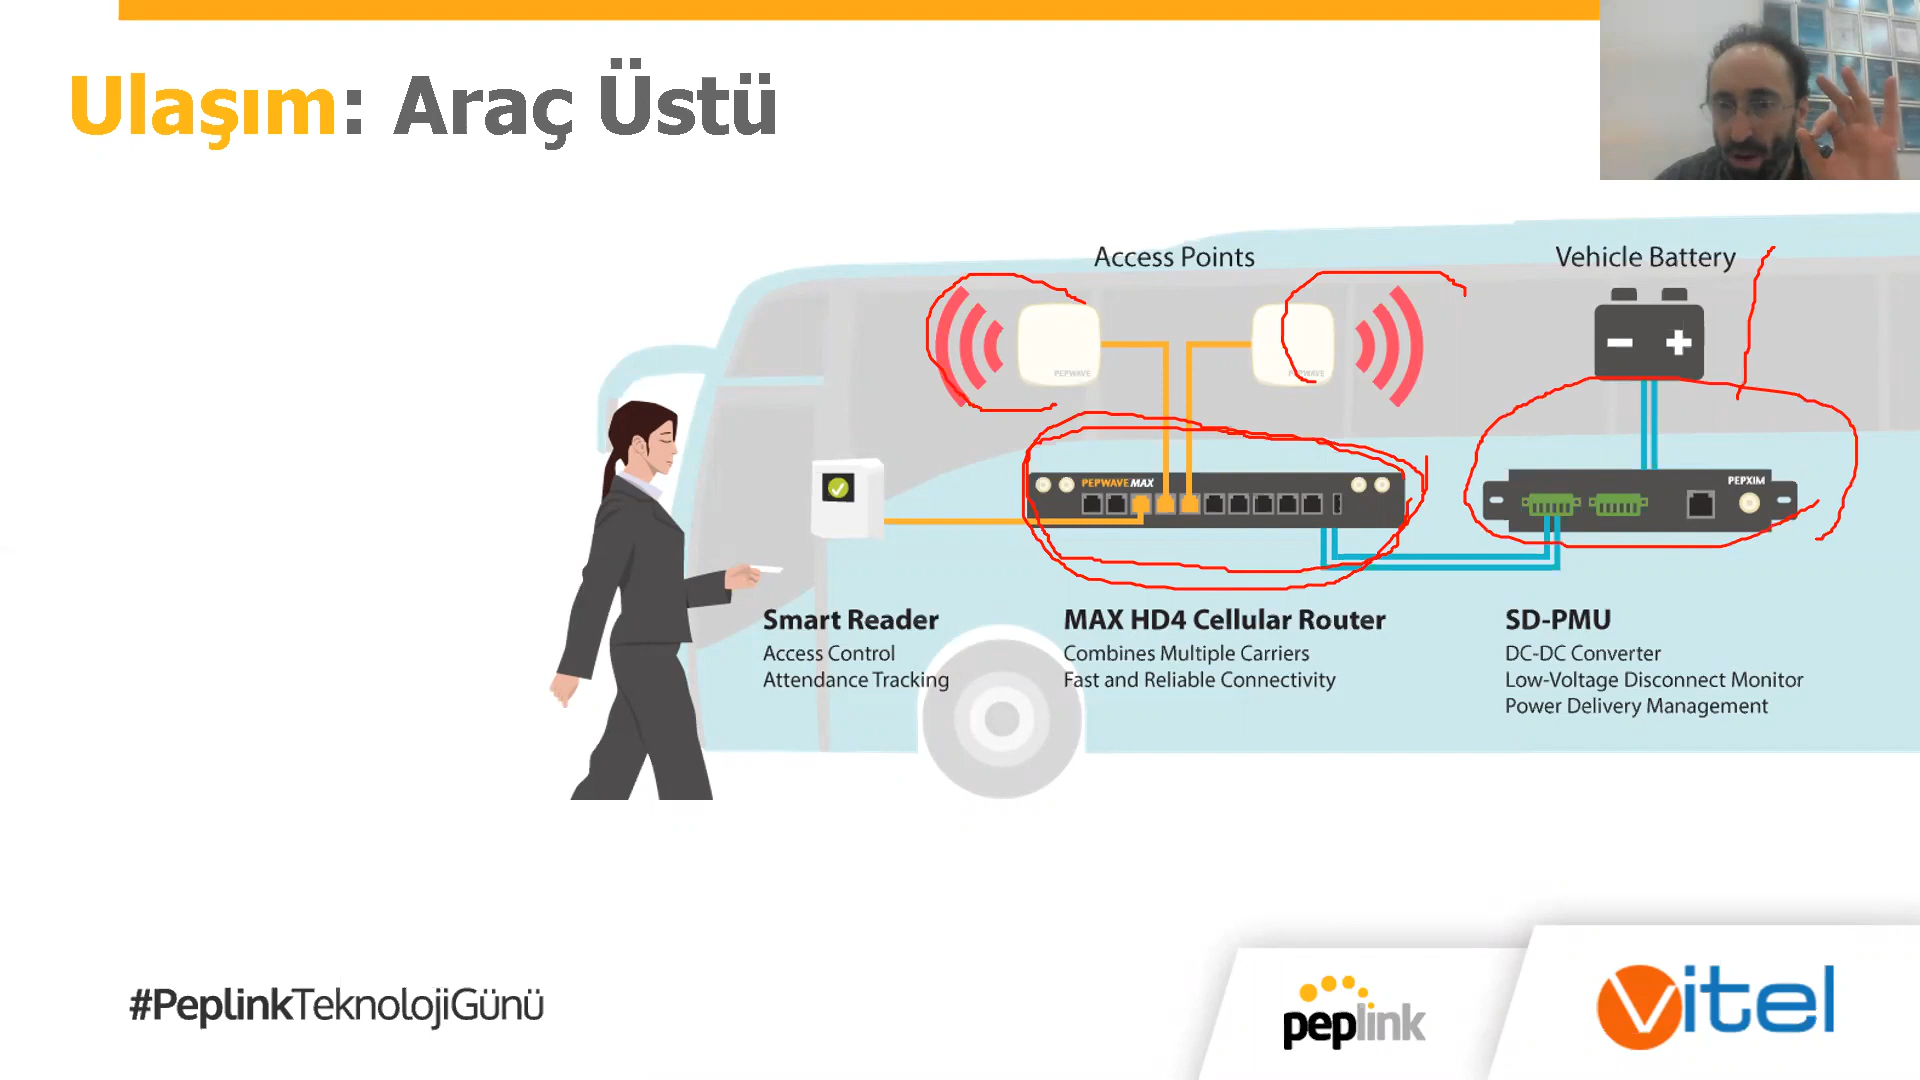 Ulaşım: Araç Üstü
Access Points
Vehicle Battery
PEPWAVE
PEPWAVE
PEPWAVE MAX
PEPXIM
Smart Reader
Access Control
Attendance Tracking
MAX HD4 Cellular Router
Combines Multiple Carriers
Fast and Reliable Connectivity
SD-PMU
DC-DC Converter
Low-Voltage Disconnect Monitor
Power Delivery Management
#PeplinkTeknolojiGünü
peplink
vitel